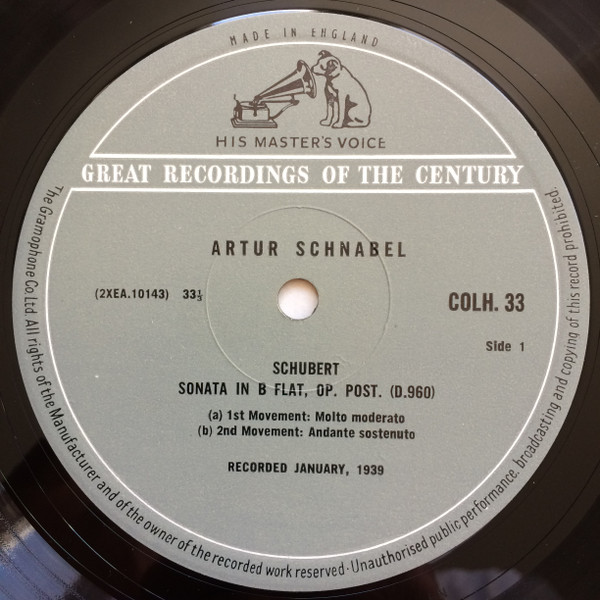 MADE IN ENGLAND
HIS MASTER'S VOICE
GREAT RECORDINGS OF THE CENTURY
ARTUR SCHNABEL
(2XEA.10143) 33⅓
COLH. 33
Side 1
SCHUBERT
SONATA IN B FLAT, OP. POST. (D.960)
(a) 1st Movement: Molto moderato
(b) 2nd Movement: Andante sostenuto
RECORDED JANUARY, 1939
The Gramophone Co. Ltd. All rights of the Manufacturer and of the owner of the recorded work reserved · Unauthorised public performance, broadcasting and copying of this record prohibited.